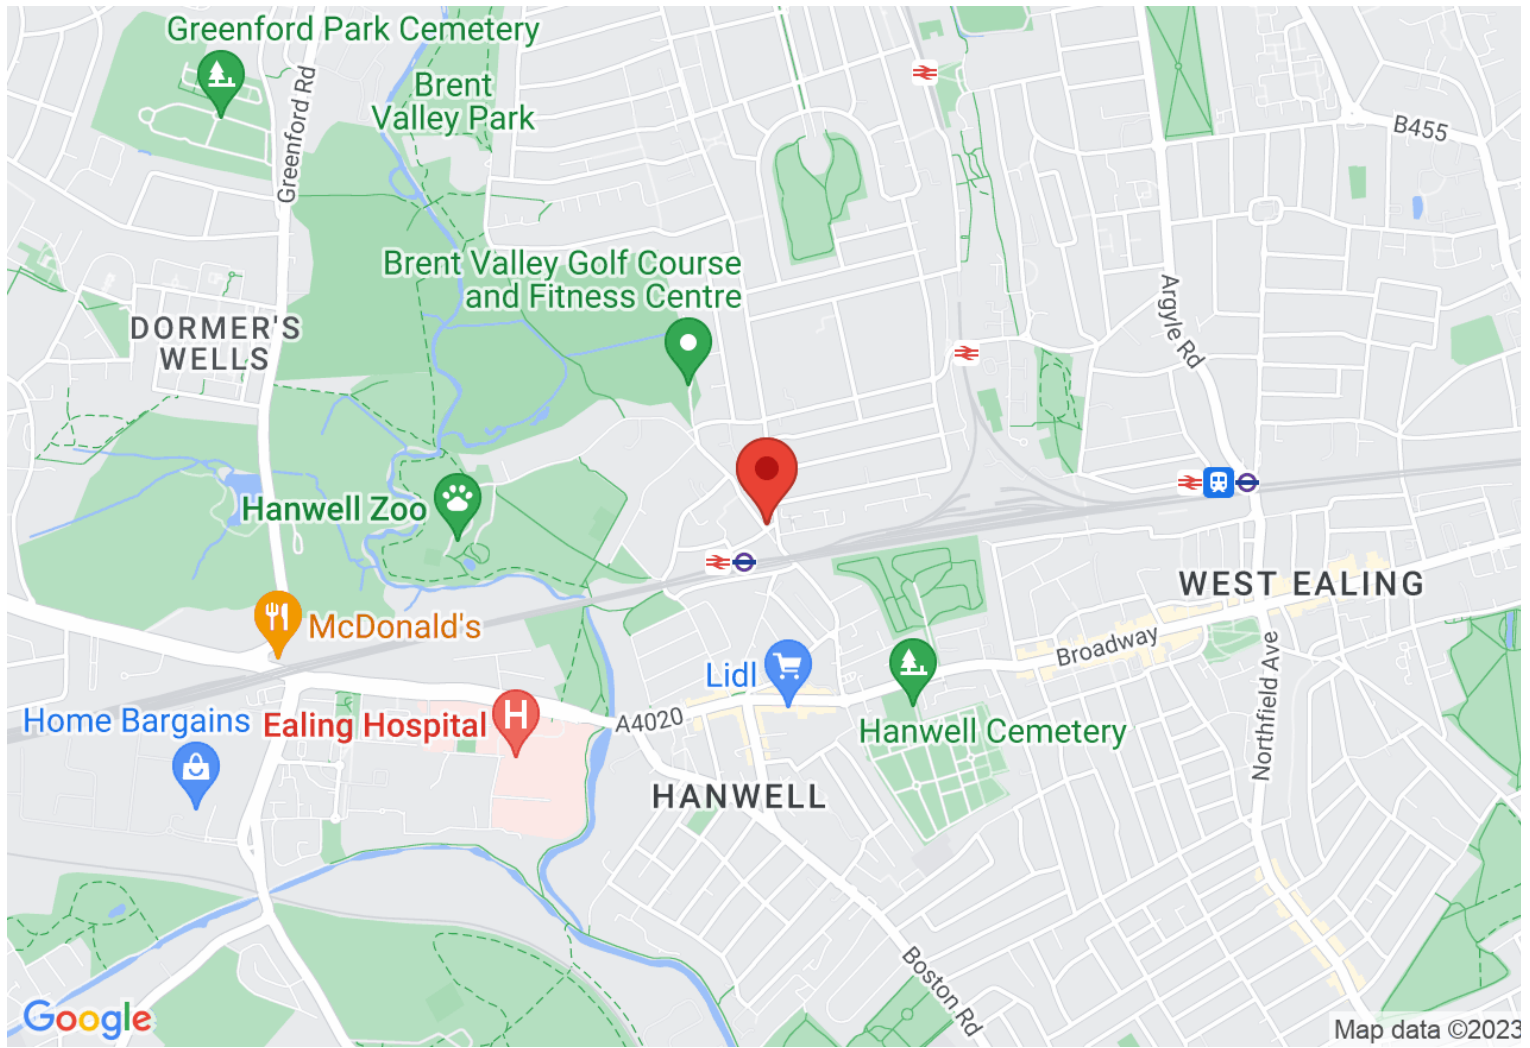 Greenford Park Cemetery
Greenford Rd
Brent
Valley Park
B455
Brent Valley Golf Course
and Fitness Centre
DORMER'S
WELLS
Argyle Rd
Hanwell Zoo
WEST EALING
McDonald's
Broadway
Lidl
Home Bargains
Ealing Hospital
H
A4020
Hanwell Cemetery
Northfield Ave
HANWELL
Boston Rd
Google
Map data ©2023